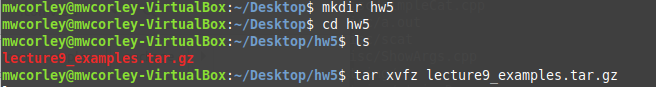 mwcorley@mwcorley-VirtualBox:~/Desktop$ mkdir hw5
mwcorley@mwcorley-VirtualBox:~/Desktop$ cd hw5
mwcorley@mwcorley-VirtualBox:~/Desktop/hw5$ ls
lecture9_examples.tar.gz
mwcorley@mwcorley-VirtualBox:~/Desktop/hw5$ tar xvfz lecture9_examples.tar.gz